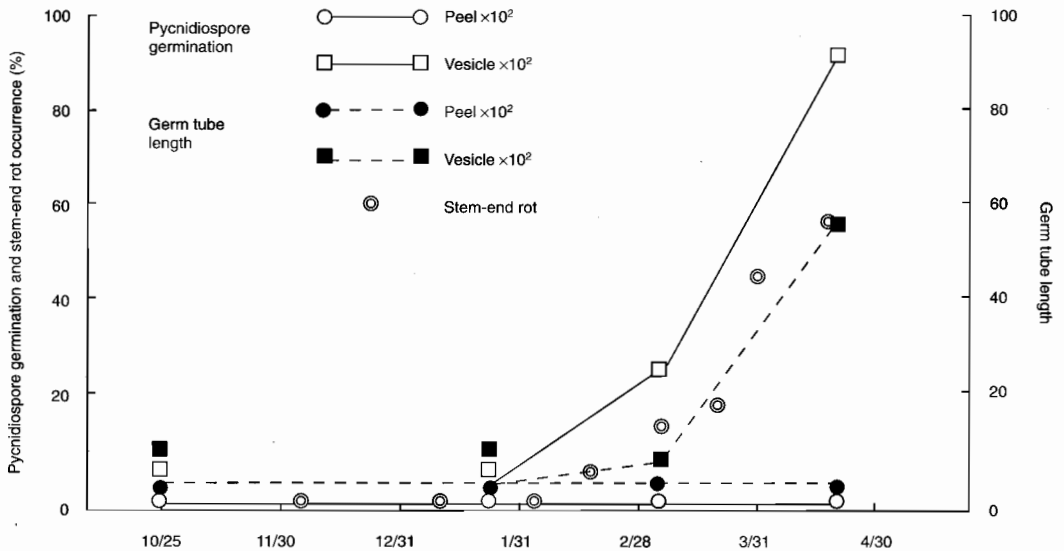 Pycnidiospore germination and stem-end rot occurrence (%)
100
80
60
40
20
0
Pycnidiospore
germination
Peel ×10²
Vesicle ×10²
Germ tube
length
Peel ×10²
Vesicle ×10²
Stem-end rot
100
80
60
40
20
0
Germ tube
length
10/25
11/30
12/31
1/31
2/28
3/31
4/30